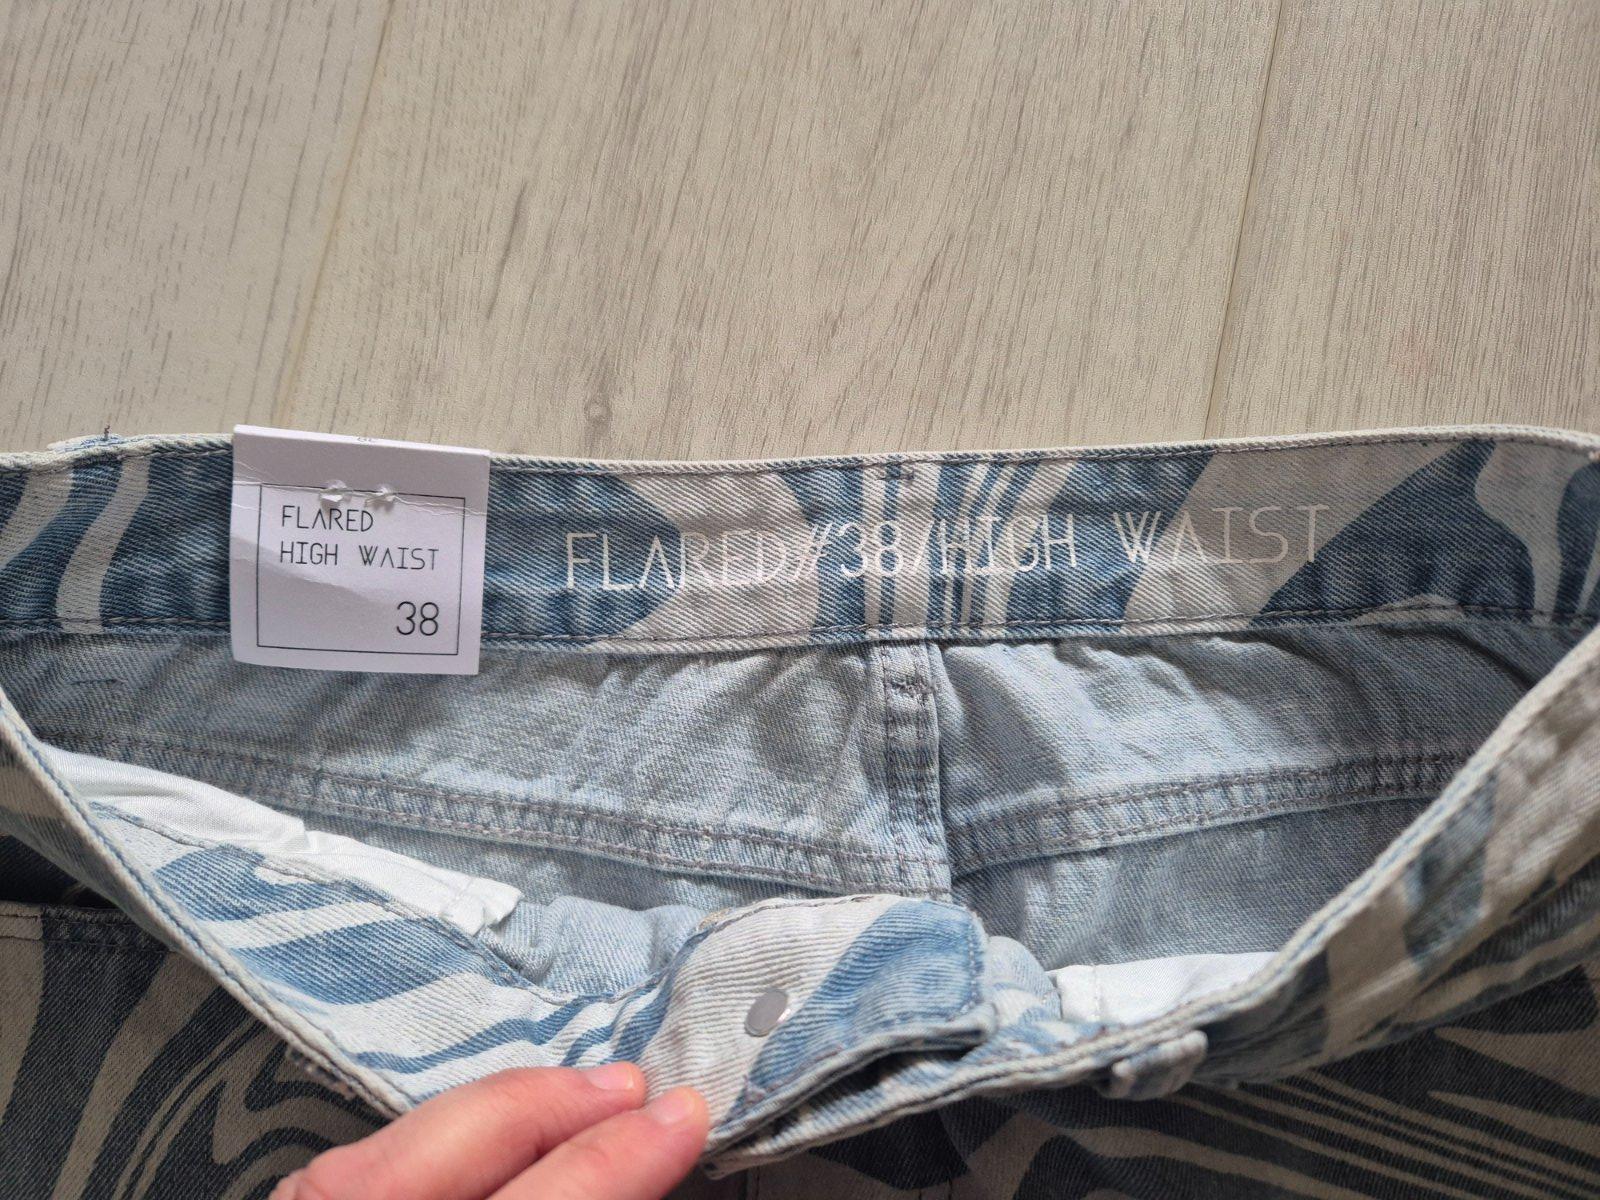 FLARED
HIGH WAIST
38
FLARED#38/HIGH WAIST